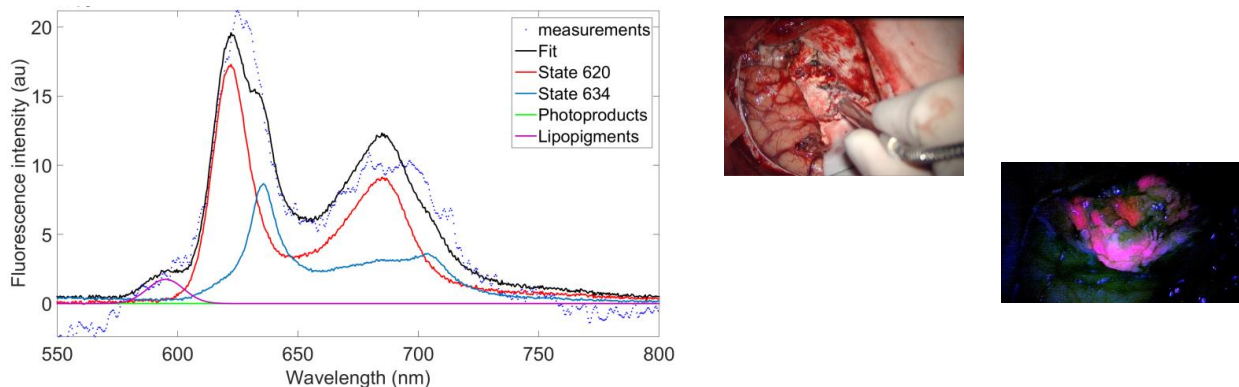 20
15
10
5
0
550
600
650
700
750
800
Fluorescence intensity (au)
Wavelength (nm)
measurements
Fit
State 620
State 634
Photoproducts
Lipopigments